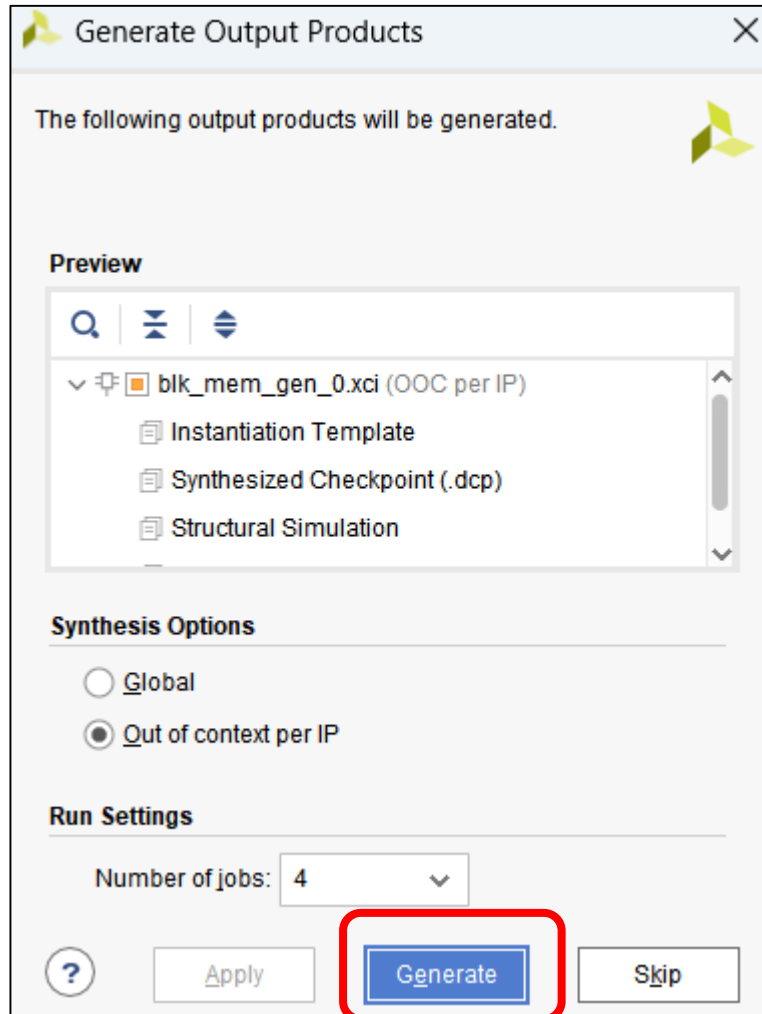 Generate Output Products
The following output products will be generated.
Preview
blk_mem_gen_0.xci (OOC per IP)
Instantiation Template
Synthesized Checkpoint (.dcp)
Structural Simulation
Synthesis Options
Global
Out of context per IP
Run Settings
Number of jobs: 4
? Apply Generate Skip